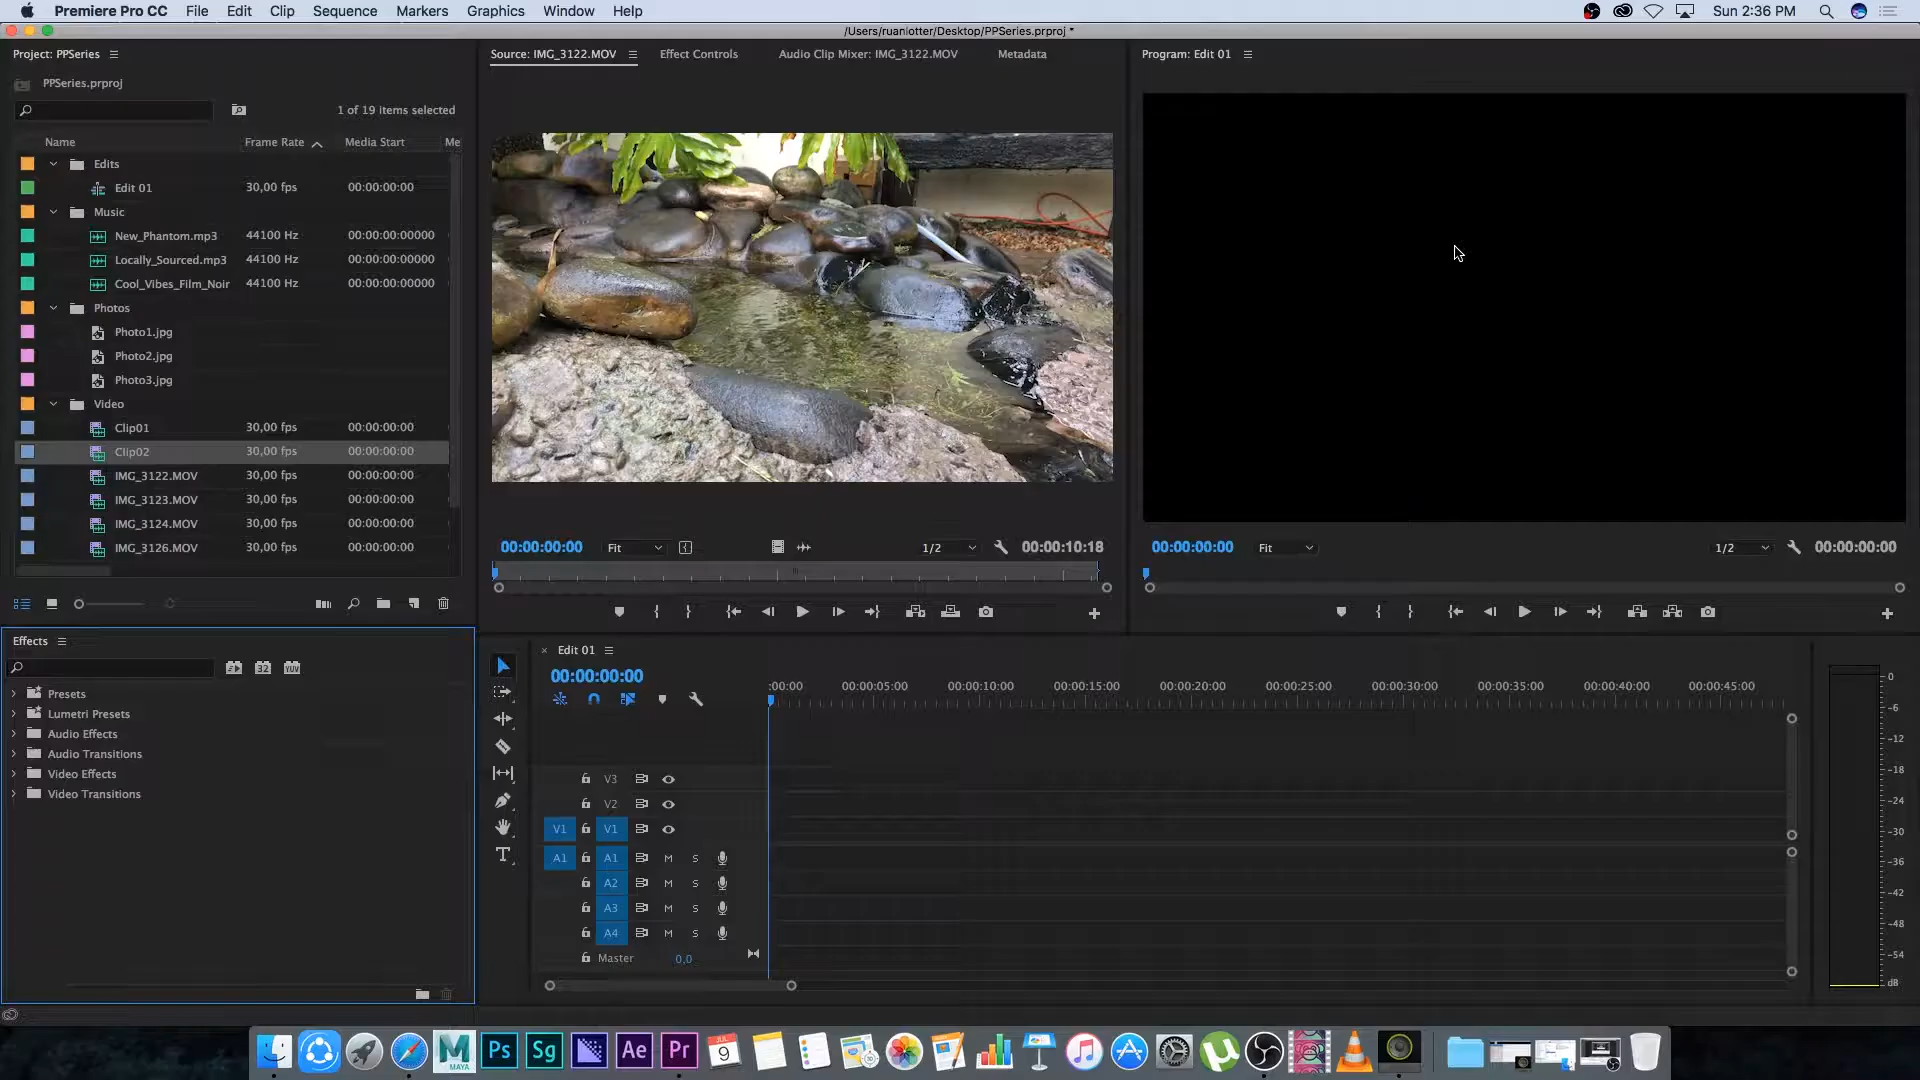 Premiere Pro CC File Edit Clip Sequence Markers Graphics Window Help
Sun 2:36 PM
/Users/ruanlotter/Desktop/PPSeries.prproj *
Project: PPSeries
PPSeries.prproj
1 of 19 items selected
Name Frame Rate Media Start Me
Edits
Edit 01 30,00 fps 00:00:00:00
Music
New_Phantom.mp3 44100 Hz 00:00:00:00000
Locally_Sourced.mp3 44100 Hz 00:00:00:00000
Cool_Vibes_Film_Noir 44100 Hz 00:00:00:00000
Photos
Photo1.jpg
Photo2.jpg
Photo3.jpg
Video
Clip01 30,00 fps 00:00:00:00
Clip02 30,00 fps 00:00:00:00
IMG_3122.MOV 30,00 fps 00:00:00:00
IMG_3123.MOV 30,00 fps 00:00:00:00
IMG_3124.MOV 30,00 fps 00:00:00:00
IMG_3126.MOV 30,00 fps 00:00:00:00
Source: IMG_3122.MOV Effect Controls Audio Clip Mixer: IMG_3122.MOV Metadata
00:00:00:00 Fit 1/2 00:00:10:18
Program: Edit 01
00:00:00:00 Fit 1/2 00:00:00:00
Effects
32 YUV
Presets
Lumetri Presets
Audio Effects
Audio Transitions
Video Effects
Video Transitions
× Edit 01
00:00:00:00
:00:00 00:00:05:00 00:00:10:00 00:00:15:00 00:00:20:00 00:00:25:00 00:00:30:00 00:00:35:00 00:00:40:00 00:00:45:00
V3
V2
V1 V1
A1 A1 M S
A2 M S
A3 M S
A4 M S
Master 0,0
T
0
-6
-12
-18
-24
-30
-36
-42
-48
-54
dB
M MAYA Ps Sg Ae Pr JUL 9